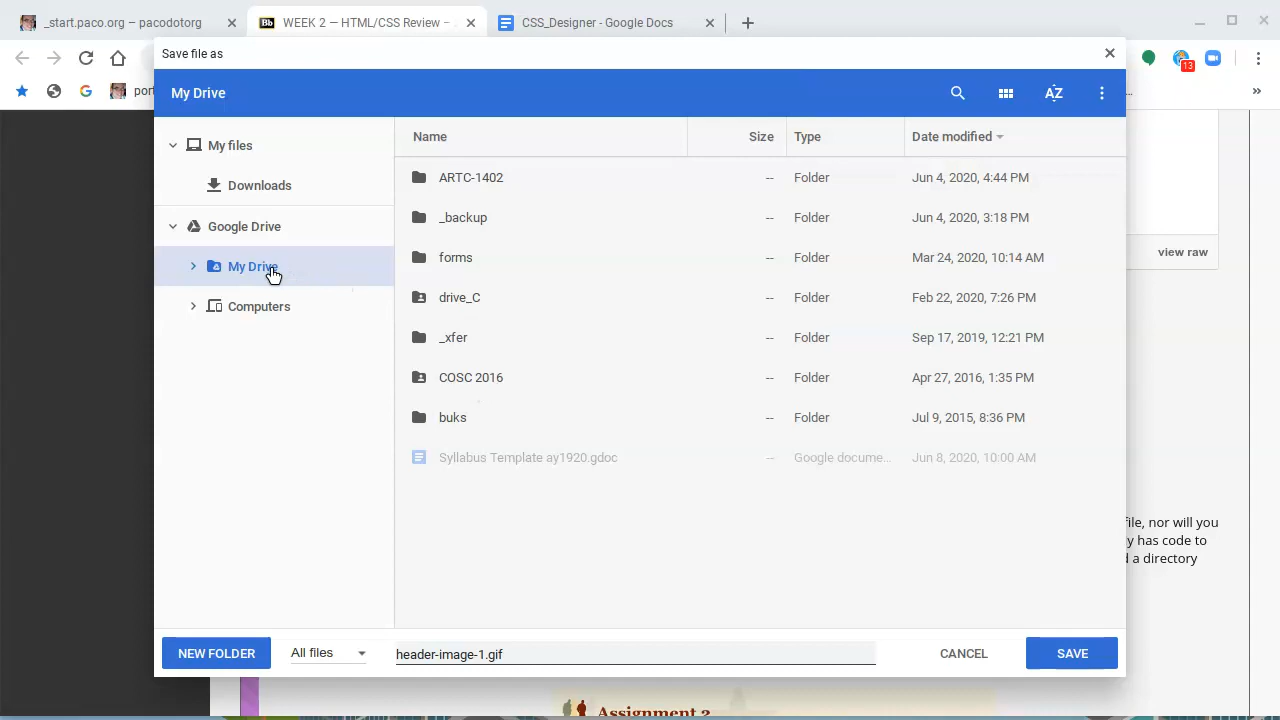 _start.paco.org — pacodotorg
Bb WEEK 2 — HTML/CSS Review –
CSS_Designer - Google Docs
Save file as
13
port
My Drive
AZ
My files
Downloads
Google Drive
My Drive
Computers
Name Size Type Date modified
ARTC-1402 -- Folder Jun 4, 2020, 4:44 PM
_backup -- Folder Jun 4, 2020, 3:18 PM
forms -- Folder Mar 24, 2020, 10:14 AM
drive_C -- Folder Feb 22, 2020, 7:26 PM
_xfer -- Folder Sep 17, 2019, 12:21 PM
COSC 2016 -- Folder Apr 27, 2016, 1:35 PM
buks -- Folder Jul 9, 2015, 8:36 PM
Syllabus Template ay1920.gdoc -- Google docume... Jun 8, 2020, 10:00 AM
view raw
file, nor will you
y has code to
d a directory
NEW FOLDER All files header-image-1.gif CANCEL SAVE
Assignment 2